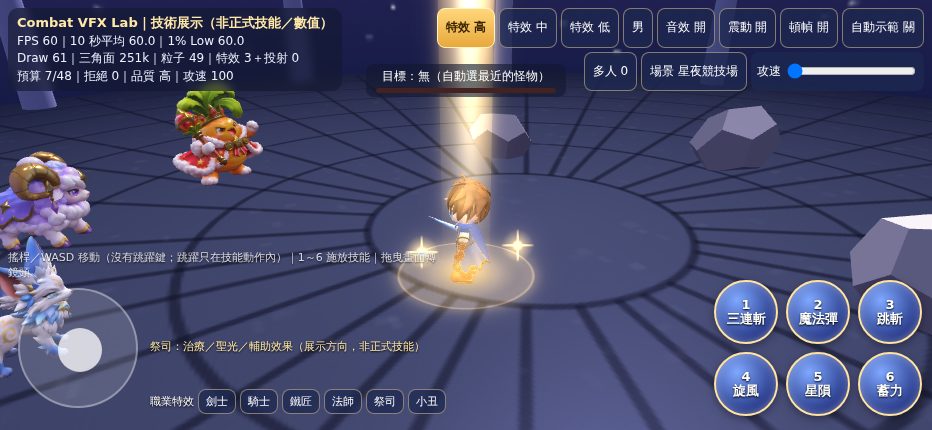 Combat VFX Lab｜技術展示（非正式技能／數值）
FPS 60｜10 秒平均 60.0｜1% Low 60.0
Draw 61｜三角面 251k｜粒子 49｜特效 3＋投射 0
預算 7/48｜拒絕 0｜品質 高｜攻速 100
特效 高
特效 中
特效 低
男
音效 開
震動 開
頓幀 開
自動示範 關
目標：無（自動選最近的怪物）
多人 0
場景 星夜競技場
攻速
搖桿／WASD 移動（沒有跳躍鍵；跳躍只在技能動作內）｜1～6 施放技能｜拖曳畫面轉
鏡頭
祭司：治療／聖光／輔助效果（展示方向，非正式技能）
職業特效
劍士
騎士
鐵匠
法師
祭司
小丑
1
三連斬
2
魔法彈
3
跳斬
4
旋風
5
星隕
6
蓄力